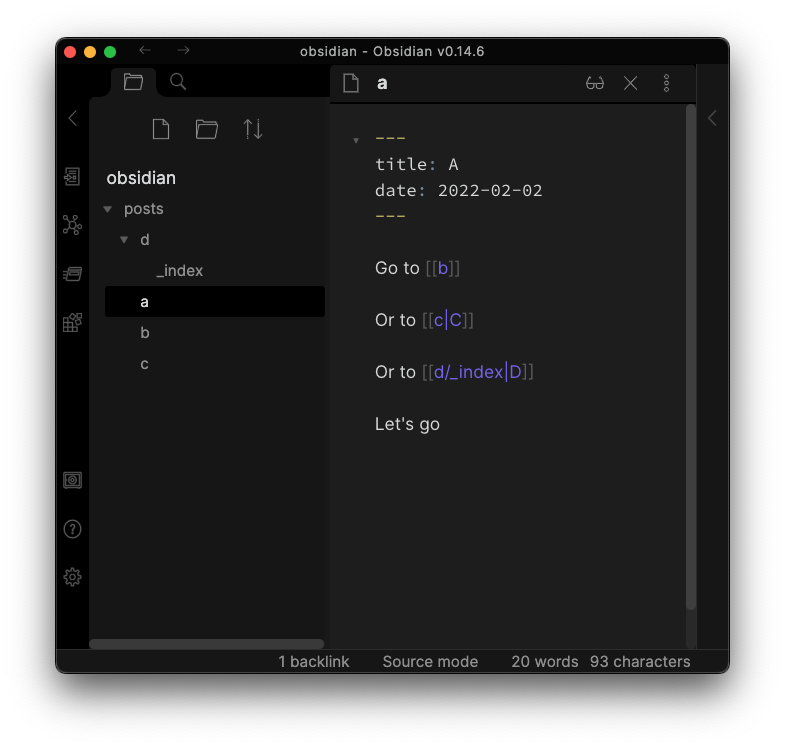 obsidian - Obsidian v0.14.6
a
obsidian
posts
d
_index
a
b
c
---
title: A
date: 2022-02-02
---
Go to [[b]]
Or to [[c|C]]
Or to [[d/_index|D]]
Let's go
1 backlink Source mode 20 words 93 characters